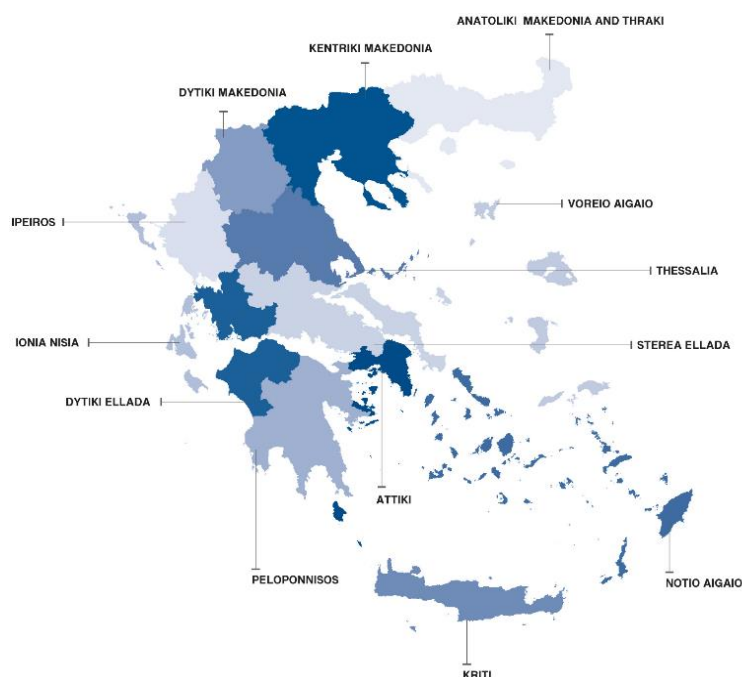 ANATOLIKI MAKEDONIA AND THRAKI
KENTRIKI MAKEDONIA
DYTIKI MAKEDONIA
VOREIO AIGAIO
IPEIROS
THESSALIA
IONIA NISIA
STEREA ELLADA
DYTIKI ELLADA
ATTIKI
PELOPONNISOS
NOTIO AIGAIO
KRITI